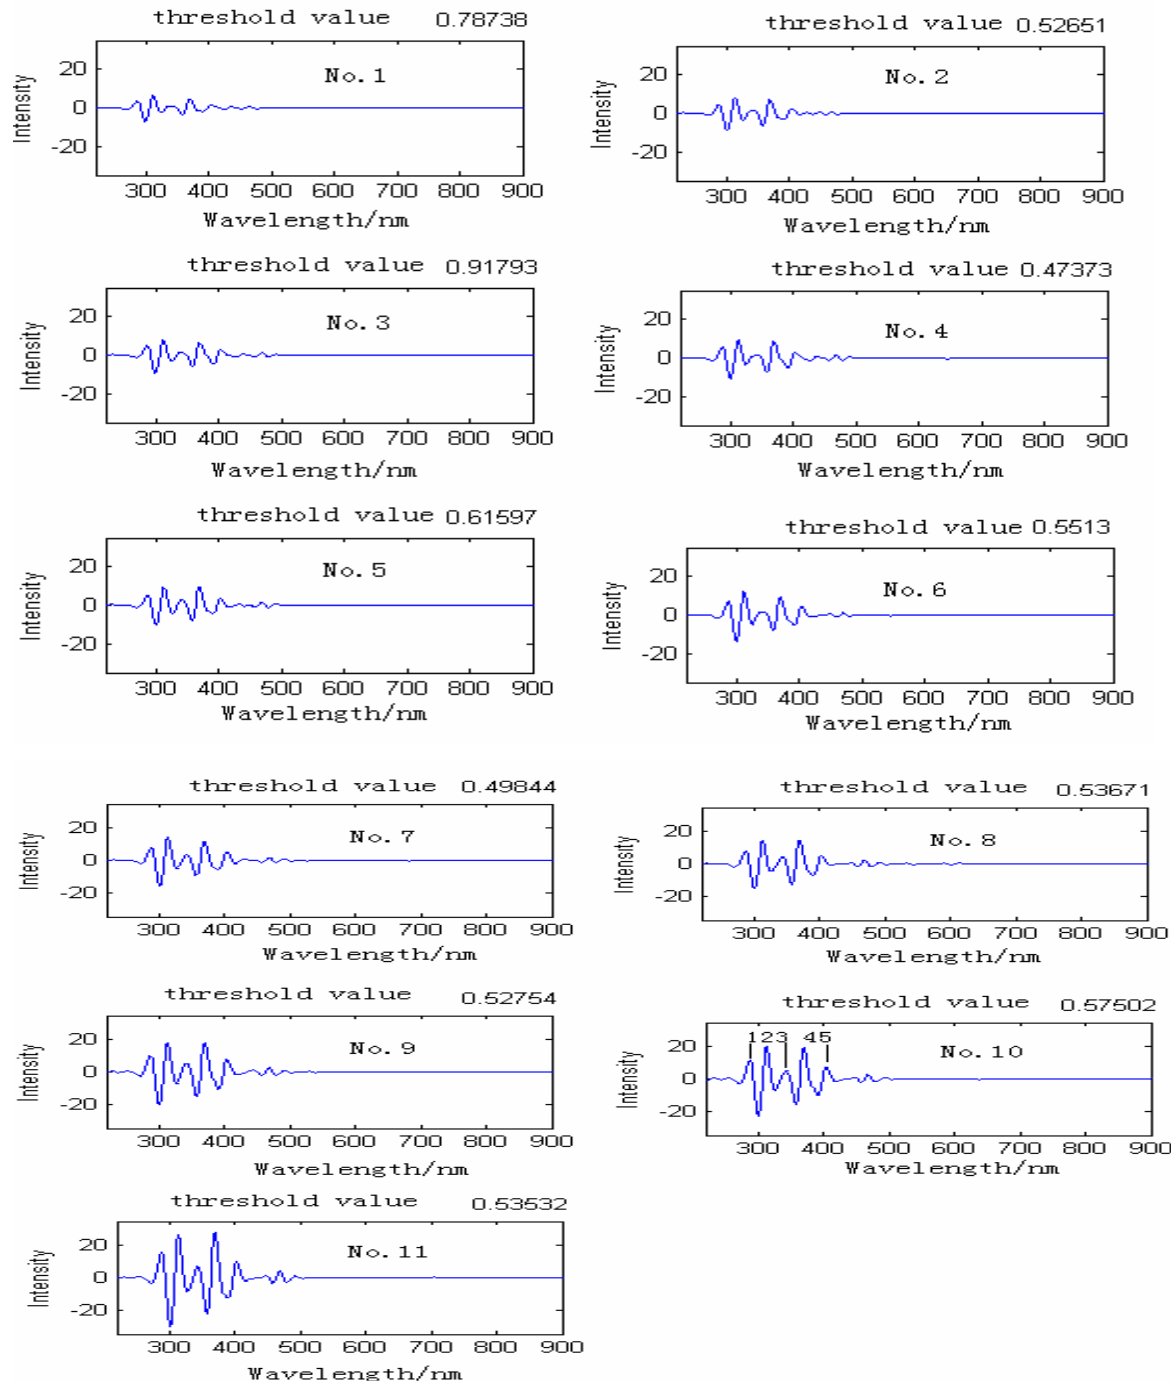 threshold value 0.78738
20
0
-20
Intensity
No.1
300 400 500 600 700 800 900
Wavelength/nm
threshold value 0.52651
20
0
-20
Intensity
No.2
300 400 500 600 700 800 900
Wavelength/nm
threshold value 0.91793
20
0
-20
Intensity
No.3
300 400 500 600 700 800 900
Wavelength/nm
threshold value 0.47373
20
0
-20
Intensity
No.4
300 400 500 600 700 800 900
Wavelength/nm
threshold value 0.61597
20
0
-20
Intensity
No.5
300 400 500 600 700 800 900
Wavelength/nm
threshold value 0.5513
20
0
-20
Intensity
No.6
300 400 500 600 700 800 900
Wavelength/nm
threshold value 0.49844
20
0
-20
Intensity
No.7
300 400 500 600 700 800 900
Wavelength/nm
threshold value 0.53671
20
0
-20
Intensity
No.8
300 400 500 600 700 800 900
Wavelength/nm
threshold value 0.52754
20
0
-20
Intensity
No.9
300 400 500 600 700 800 900
Wavelength/nm
threshold value 0.57502
20
0
-20
Intensity
123 45
No.10
300 400 500 600 700 800 900
Wavelength/nm
threshold value 0.53532
20
0
-20
Intensity
No.11
300 400 500 600 700 800 900
Wavelength/nm